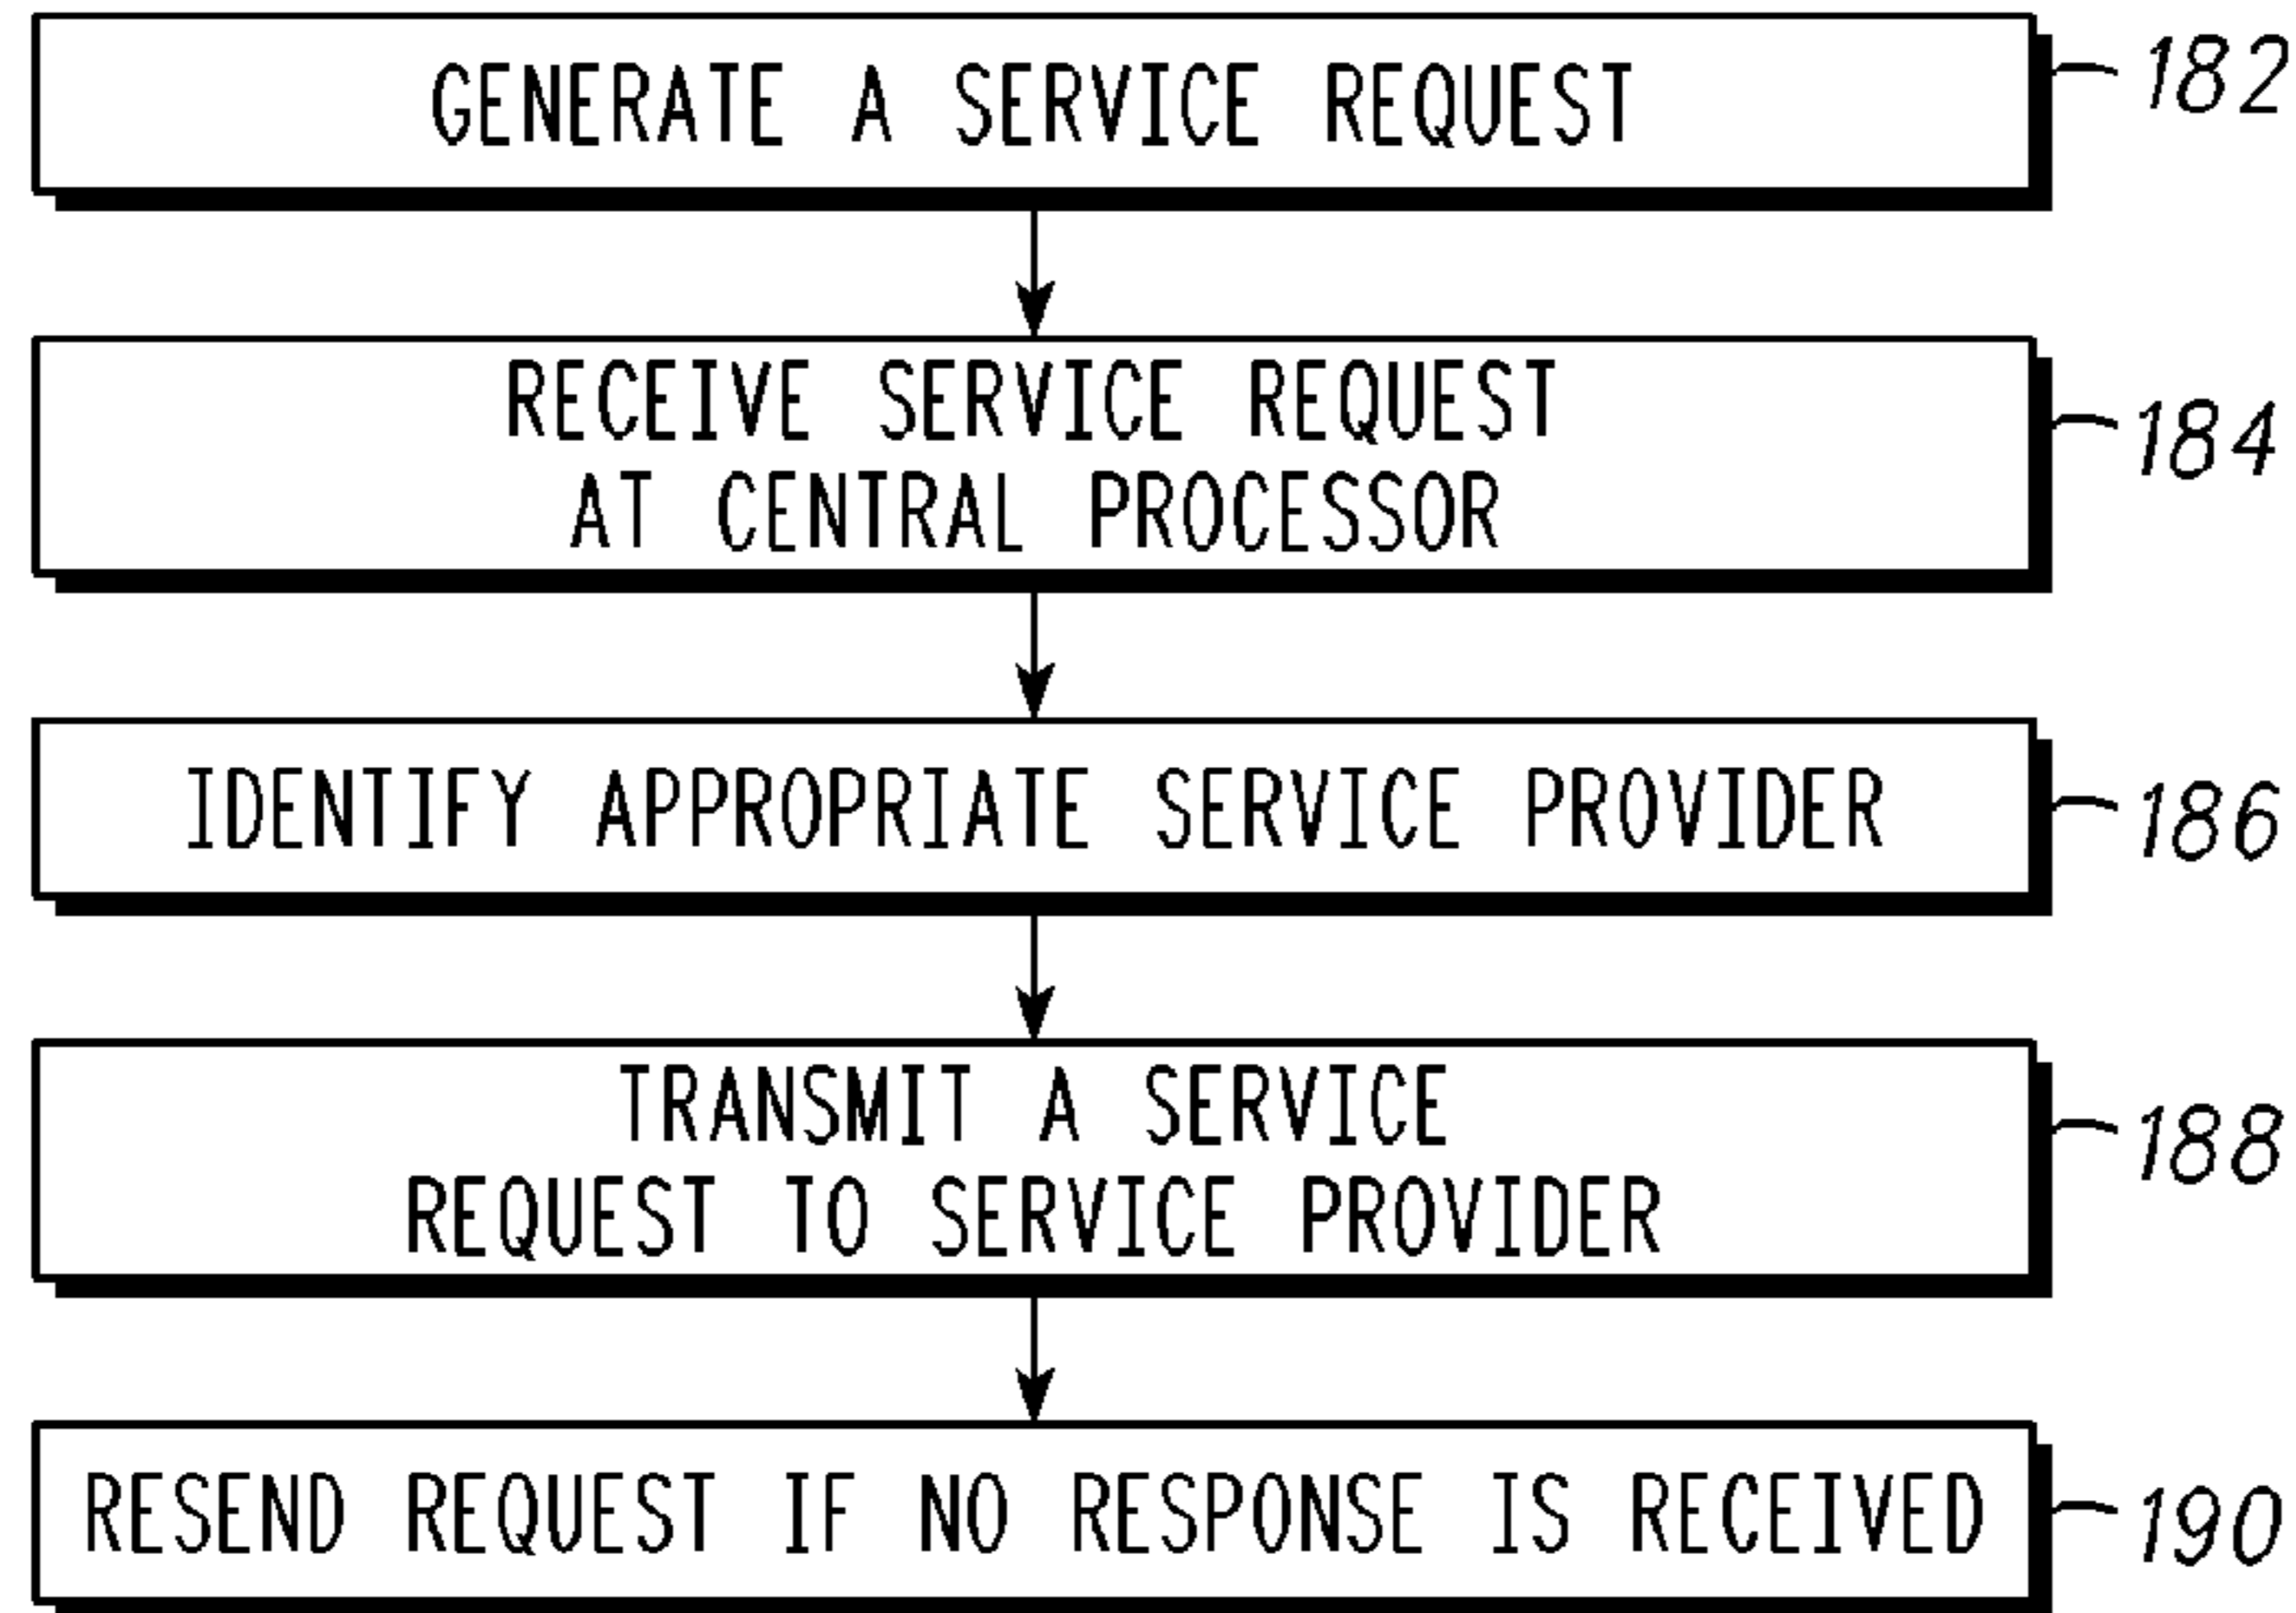 GENERATE A SERVICE REQUEST
182
RECEIVE SERVICE REQUEST
AT CENTRAL PROCESSOR
184
IDENTIFY APPROPRIATE SERVICE PROVIDER
186
TRANSMIT A SERVICE
REQUEST TO SERVICE PROVIDER
188
RESEND REQUEST IF NO RESPONSE IS RECEIVED
190